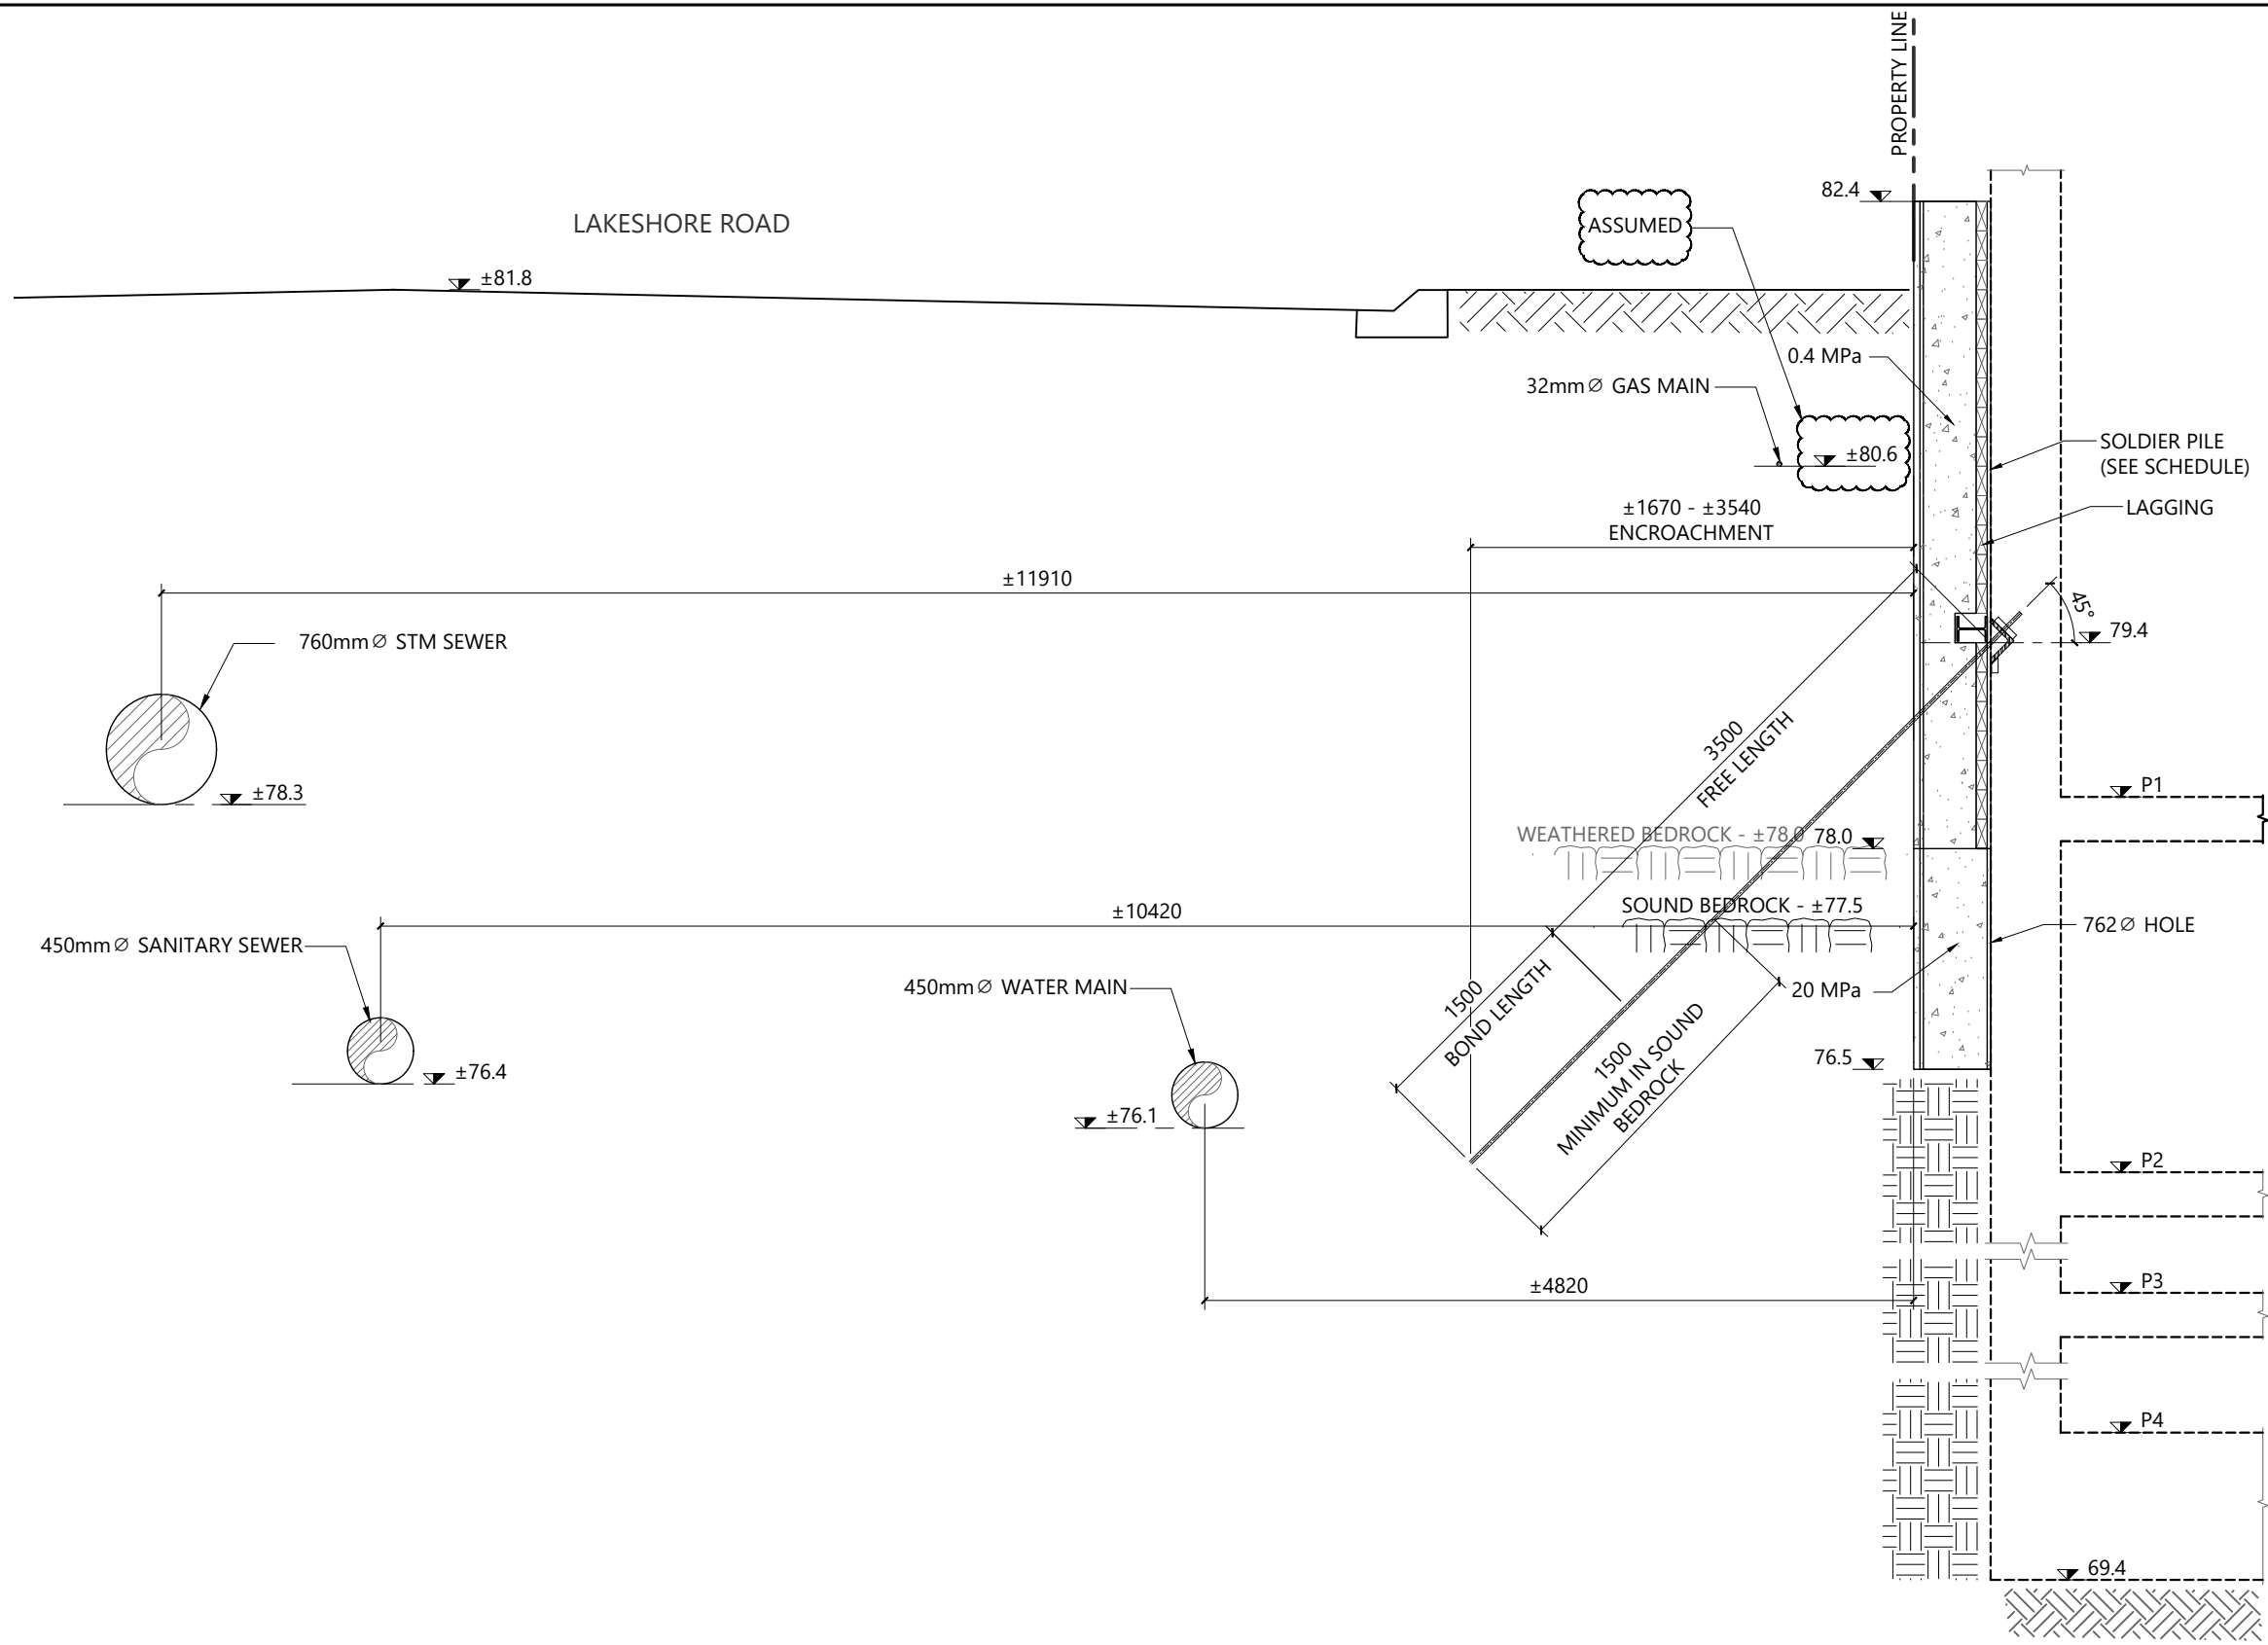 PROPERTY LINE
82.4
ASSUMED
LAKESHORE ROAD
±81.8
0.4 MPa
32mm∅ GAS MAIN
±80.6
SOLDIER PILE
(SEE SCHEDULE)
LAGGING
±1670 - ±3540
ENCROACHMENT
±11910
45°
79.4
760mm∅ STM SEWER
3500
FREE LENGTH
±78.3
P1
WEATHERED BEDROCK - ±78.0
78.0
SOUND BEDROCK - ±77.5
±10420
762∅ HOLE
450mm∅ SANITARY SEWER
450mm∅ WATER MAIN
1500
BOND LENGTH
20 MPa
1500
MINIMUM IN SOUND
BEDROCK
76.5
±76.4
±76.1
P2
±4820
P3
P4
69.4